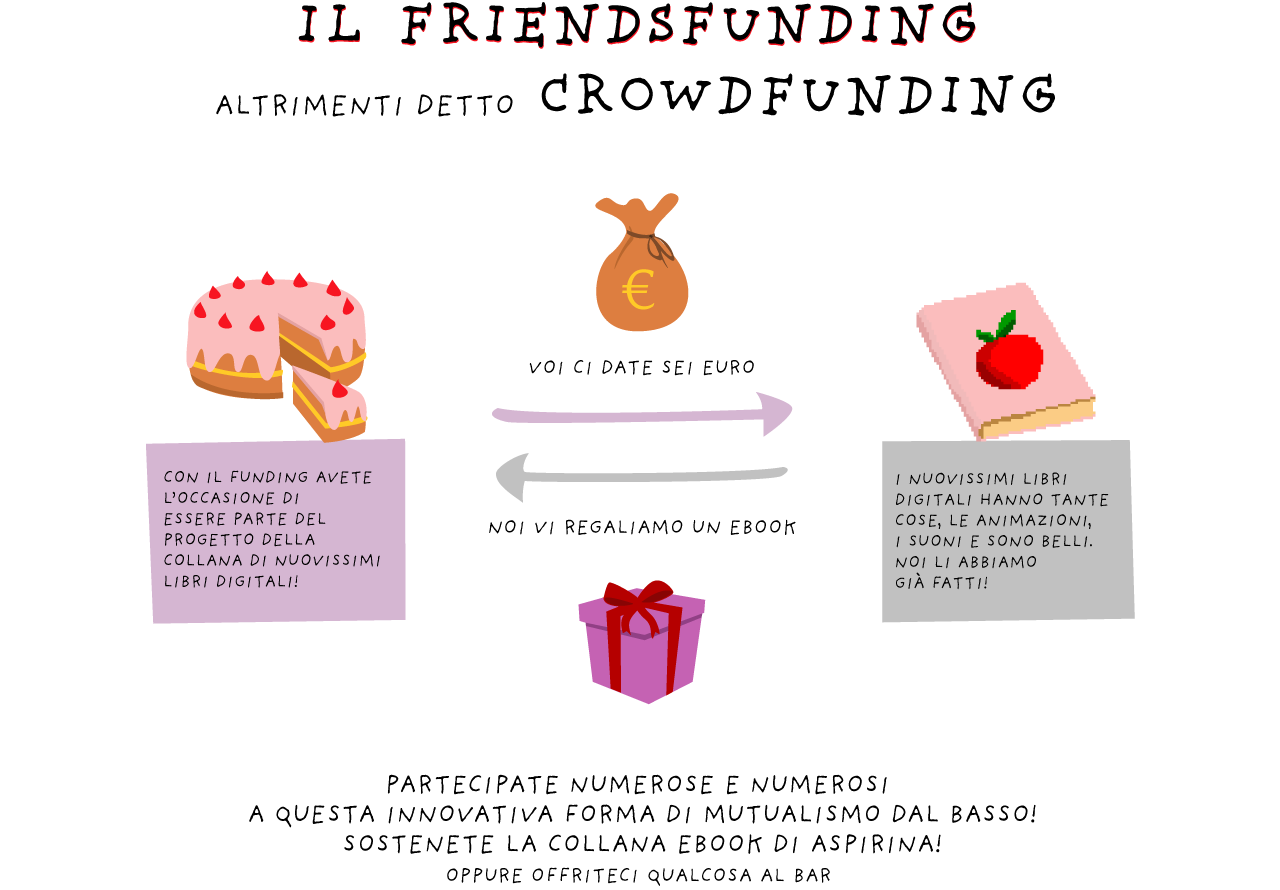 IL FRIENDSFUNDING
ALTRIMENTI DETTO CROWDFUNDING
€
VOI CI DATE SEI EURO
CON IL FUNDING AVETE
L'OCCASIONE DI
ESSERE PARTE DEL
PROGETTO DELLA
COLLANA DI NUOVISSIMI
LIBRI DIGITALI!
NOI VI REGALIAMO UN EBOOK
I NUOVISSIMI LIBRI
DIGITALI HANNO TANTE
COSE, LE ANIMAZIONI,
I SUONI E SONO BELLI.
NOI LI ABBIAMO
GIÀ FATTI!
PARTECIPATE NUMEROSE E NUMEROSI
A QUESTA INNOVATIVA FORMA DI MUTUALISMO DAL BASSO!
SOSTENETE LA COLLANA EBOOK DI ASPIRINA!
OPPURE OFFRITECI QUALCOSA AL BAR